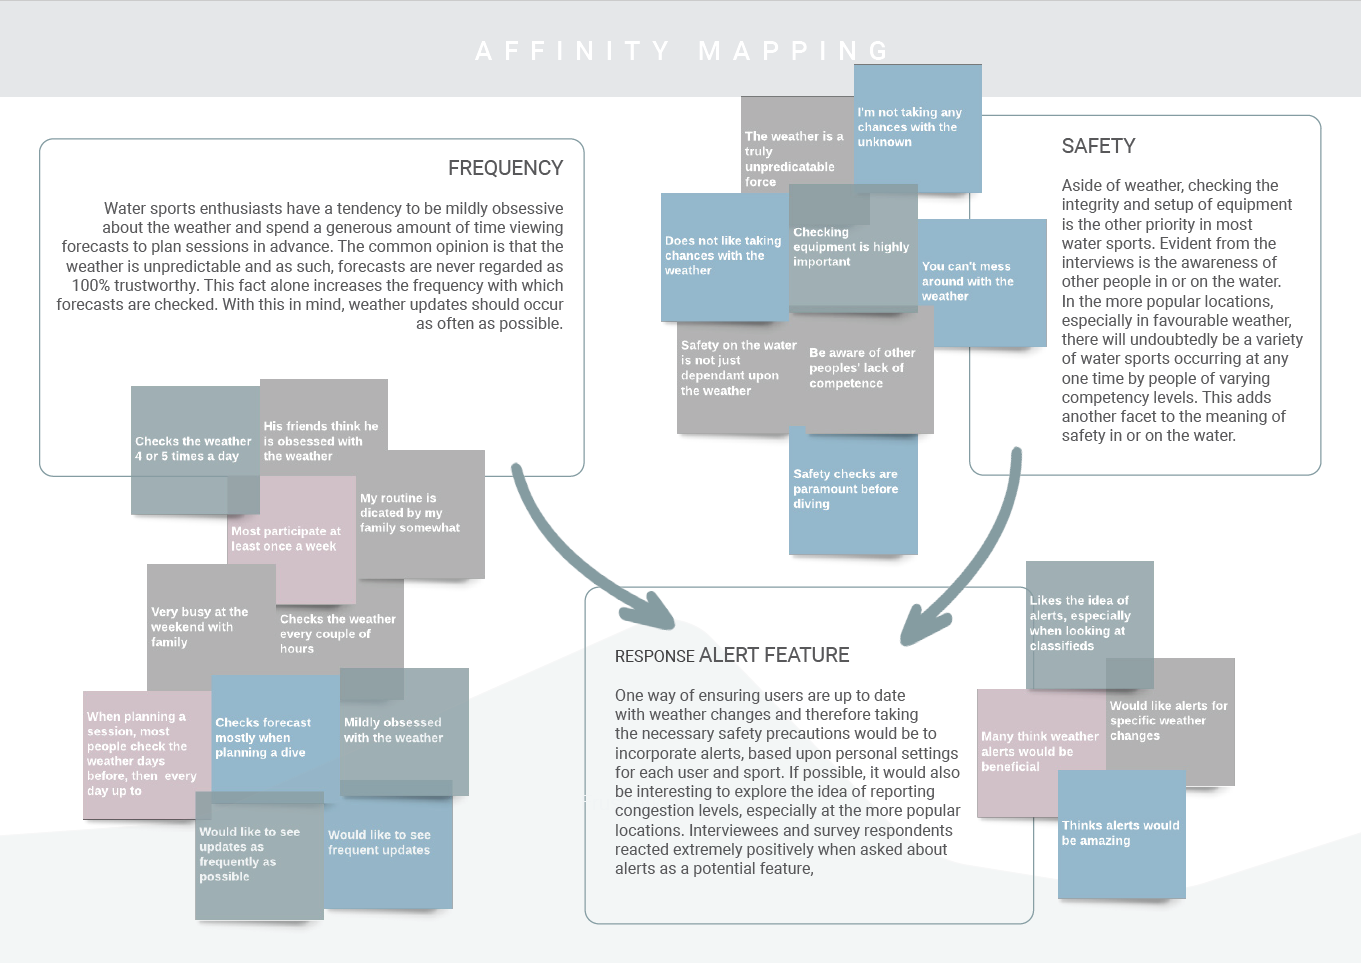 AFFINITY MAPPING
FREQUENCY
Water sports enthusiasts have a tendency to be mildly obsessive
about the weather and spend a generous amount of time viewing
forecasts to plan sessions in advance. The common opinion is that the
weather is unpredictable and as such, forecasts are never regarded as
100% trustworthy. This fact alone increases the frequency with which
forecasts are checked. With this in mind, weather updates should occur
as often as possible.
Checks the weather
4 or 5 times a day
His friends think he
is obsessed with
the weather
My routine is
dicated by my
family somewhat
Most participate at
least once a week
Very busy at the
weekend with
family
Checks the weather
every couple of
hours
When planning a
session, most
people check the
weather days
before, then every
day up to
Checks forecast
mostly when
planning a dive
Mildly obsessed
with the weather
Would like to see
updates as
frequently as
possible
Would like to see
frequent updates
The weather is a
truly
unpredicatable
force
I'm not taking any
chances with the
unknown
Does not like taking
chances with the
weather
Checking
equipment is highly
important
You can't mess
around with the
weather
Safety on the water
is not just
dependant upon
the weather
Be aware of other
peoples' lack of
competence
Safety checks are
paramount before
diving
SAFETY
Aside of weather, checking the
integrity and setup of equipment
is the other priority in most
water sports. Evident from the
interviews is the awareness of
other people in or on the water.
In the more popular locations,
especially in favourable weather,
there will undoubtedly be a variety
of water sports occurring at any
one time by people of varying
competency levels. This adds
another facet to the meaning of
safety in or on the water.
RESPONSE ALERT FEATURE
One way of ensuring users are up to date
with weather changes and therefore taking
the necessary safety precautions would be to
incorporate alerts, based upon personal settings
for each user and sport. If possible, it would also
be interesting to explore the idea of reporting
congestion levels, especially at the more popular
locations. Interviewees and survey respondents
reacted extremely positively when asked about
alerts as a potential feature,
Likes the idea of
alerts, especially
when looking at
classifieds
Would like alerts for
specific weather
changes
Many think weather
alerts would be
beneficial
Thinks alerts would
be amazing